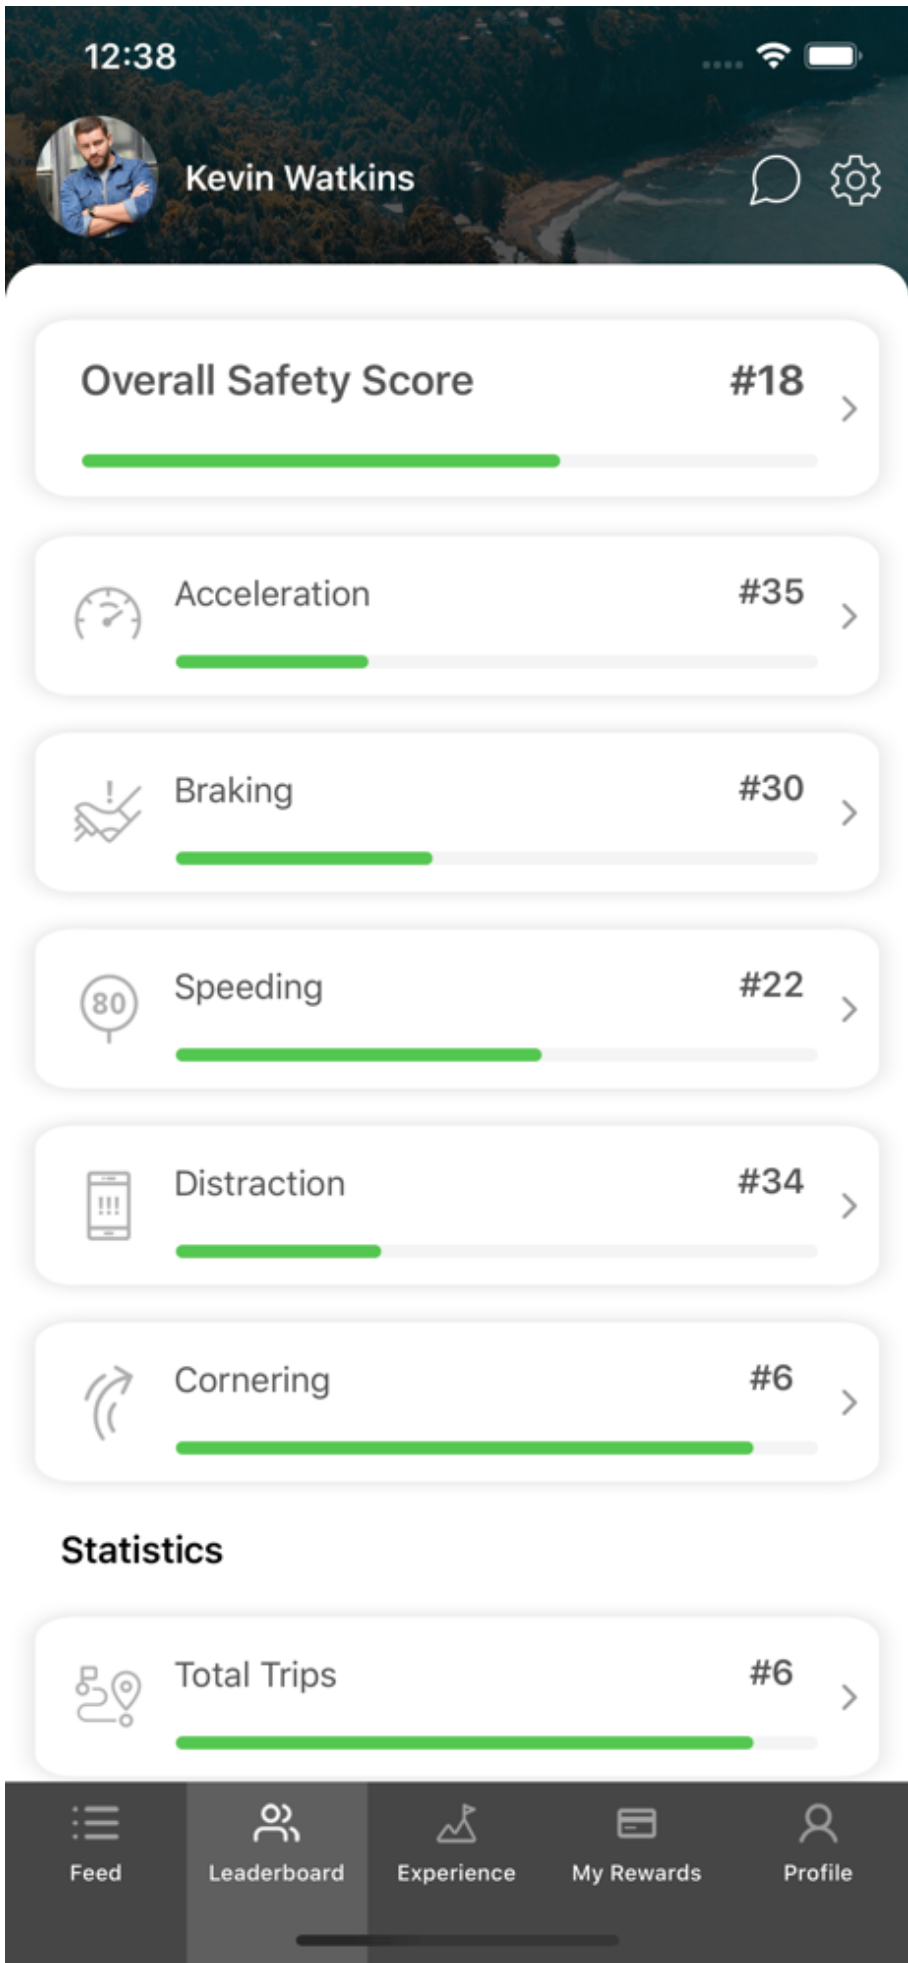 12:38
Kevin Watkins
Overall Safety Score #18
Acceleration #35
Braking #30
80
Speeding #22
!!!
Distraction #34
Cornering #6
Statistics
Total Trips #6
Feed Leaderboard Experience My Rewards Profile